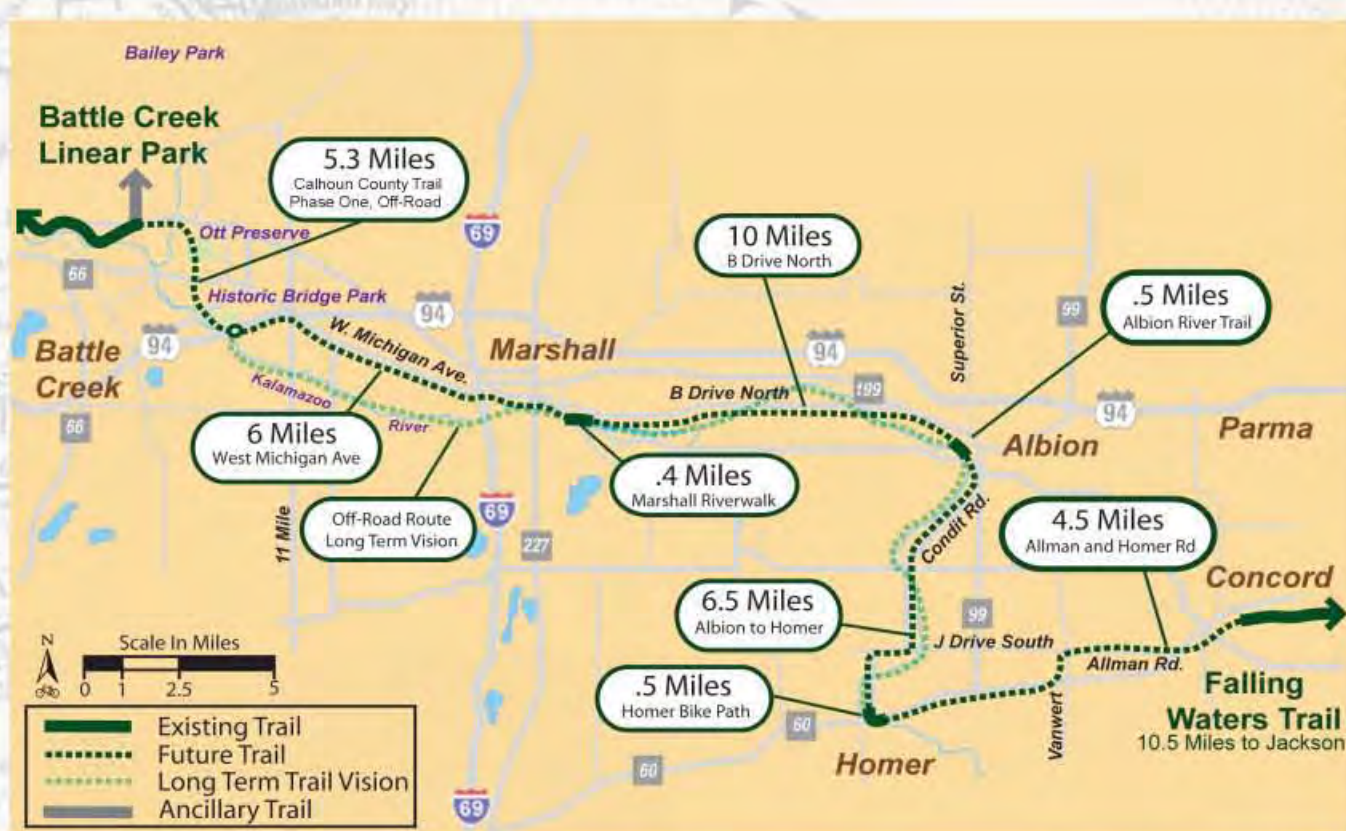 Bailey Park
Battle Creek
Linear Park
5.3 Miles
Calhoun County Trail
Phase One, Off-Road
69
Ott Preserve
10 Miles
B Drive North
66
Historic Bridge Park
Superior St.
.5 Miles
Albion River Trail
99
94
W. Michigan Ave.
Marshall
94
94
Battle
Creek
Kalamazoo
River
B Drive North
199
94
66
6 Miles
West Michigan Ave
.4 Miles
Marshall Riverwalk
Albion
Parma
Off-Road Route
Long Term Vision
11 Mile
69
227
Condit Rd.
4.5 Miles
Allman and Homer Rd
Concord
6.5 Miles
Albion to Homer
99
J Drive South
Allman Rd.
N
Scale In Miles
0 1 2.5 5
.5 Miles
Homer Bike Path
60
Vanwert
Falling
Waters Trail
10.5 Miles to Jackson
Homer
60
69
Existing Trail
Future Trail
Long Term Trail Vision
Ancillary Trail